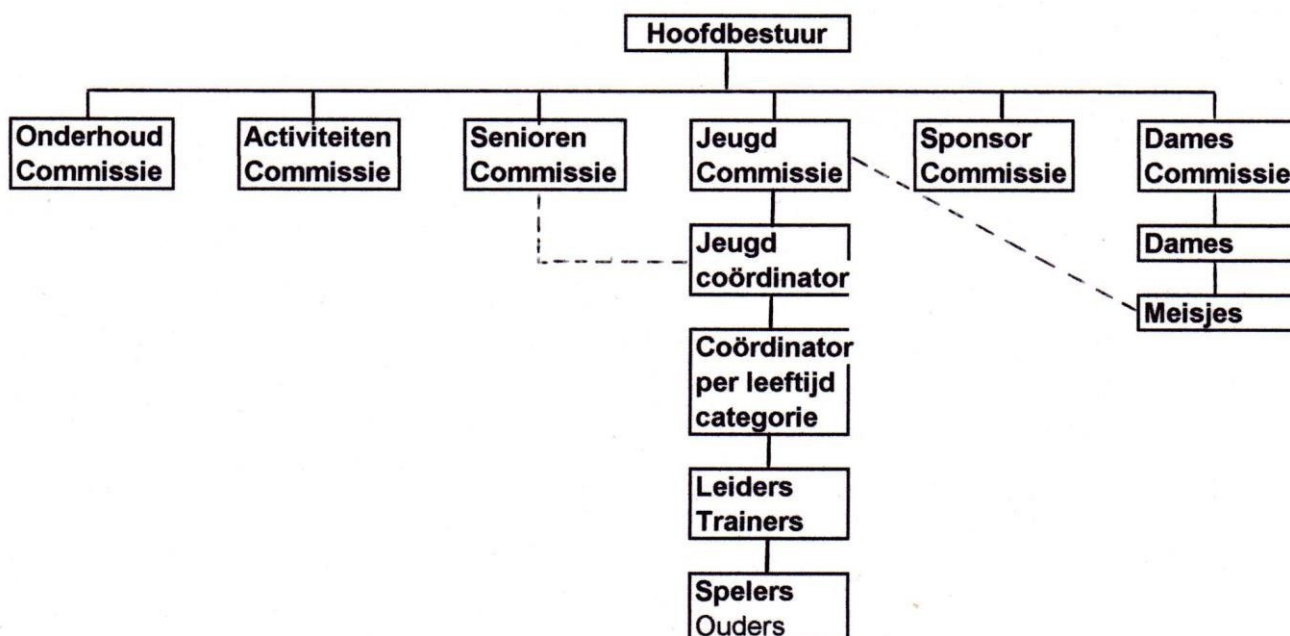 Hoofdbestuur
Onderhoud
Commissie
Activiteiten
Commissie
Senioren
Commissie
Jeugd
Commissie
Sponsor
Commissie
Dames
Commissie
Jeugd
coördinator
Dames
Meisjes
Coördinator
per leeftijd
categorie
Leiders
Trainers
Spelers
Ouders